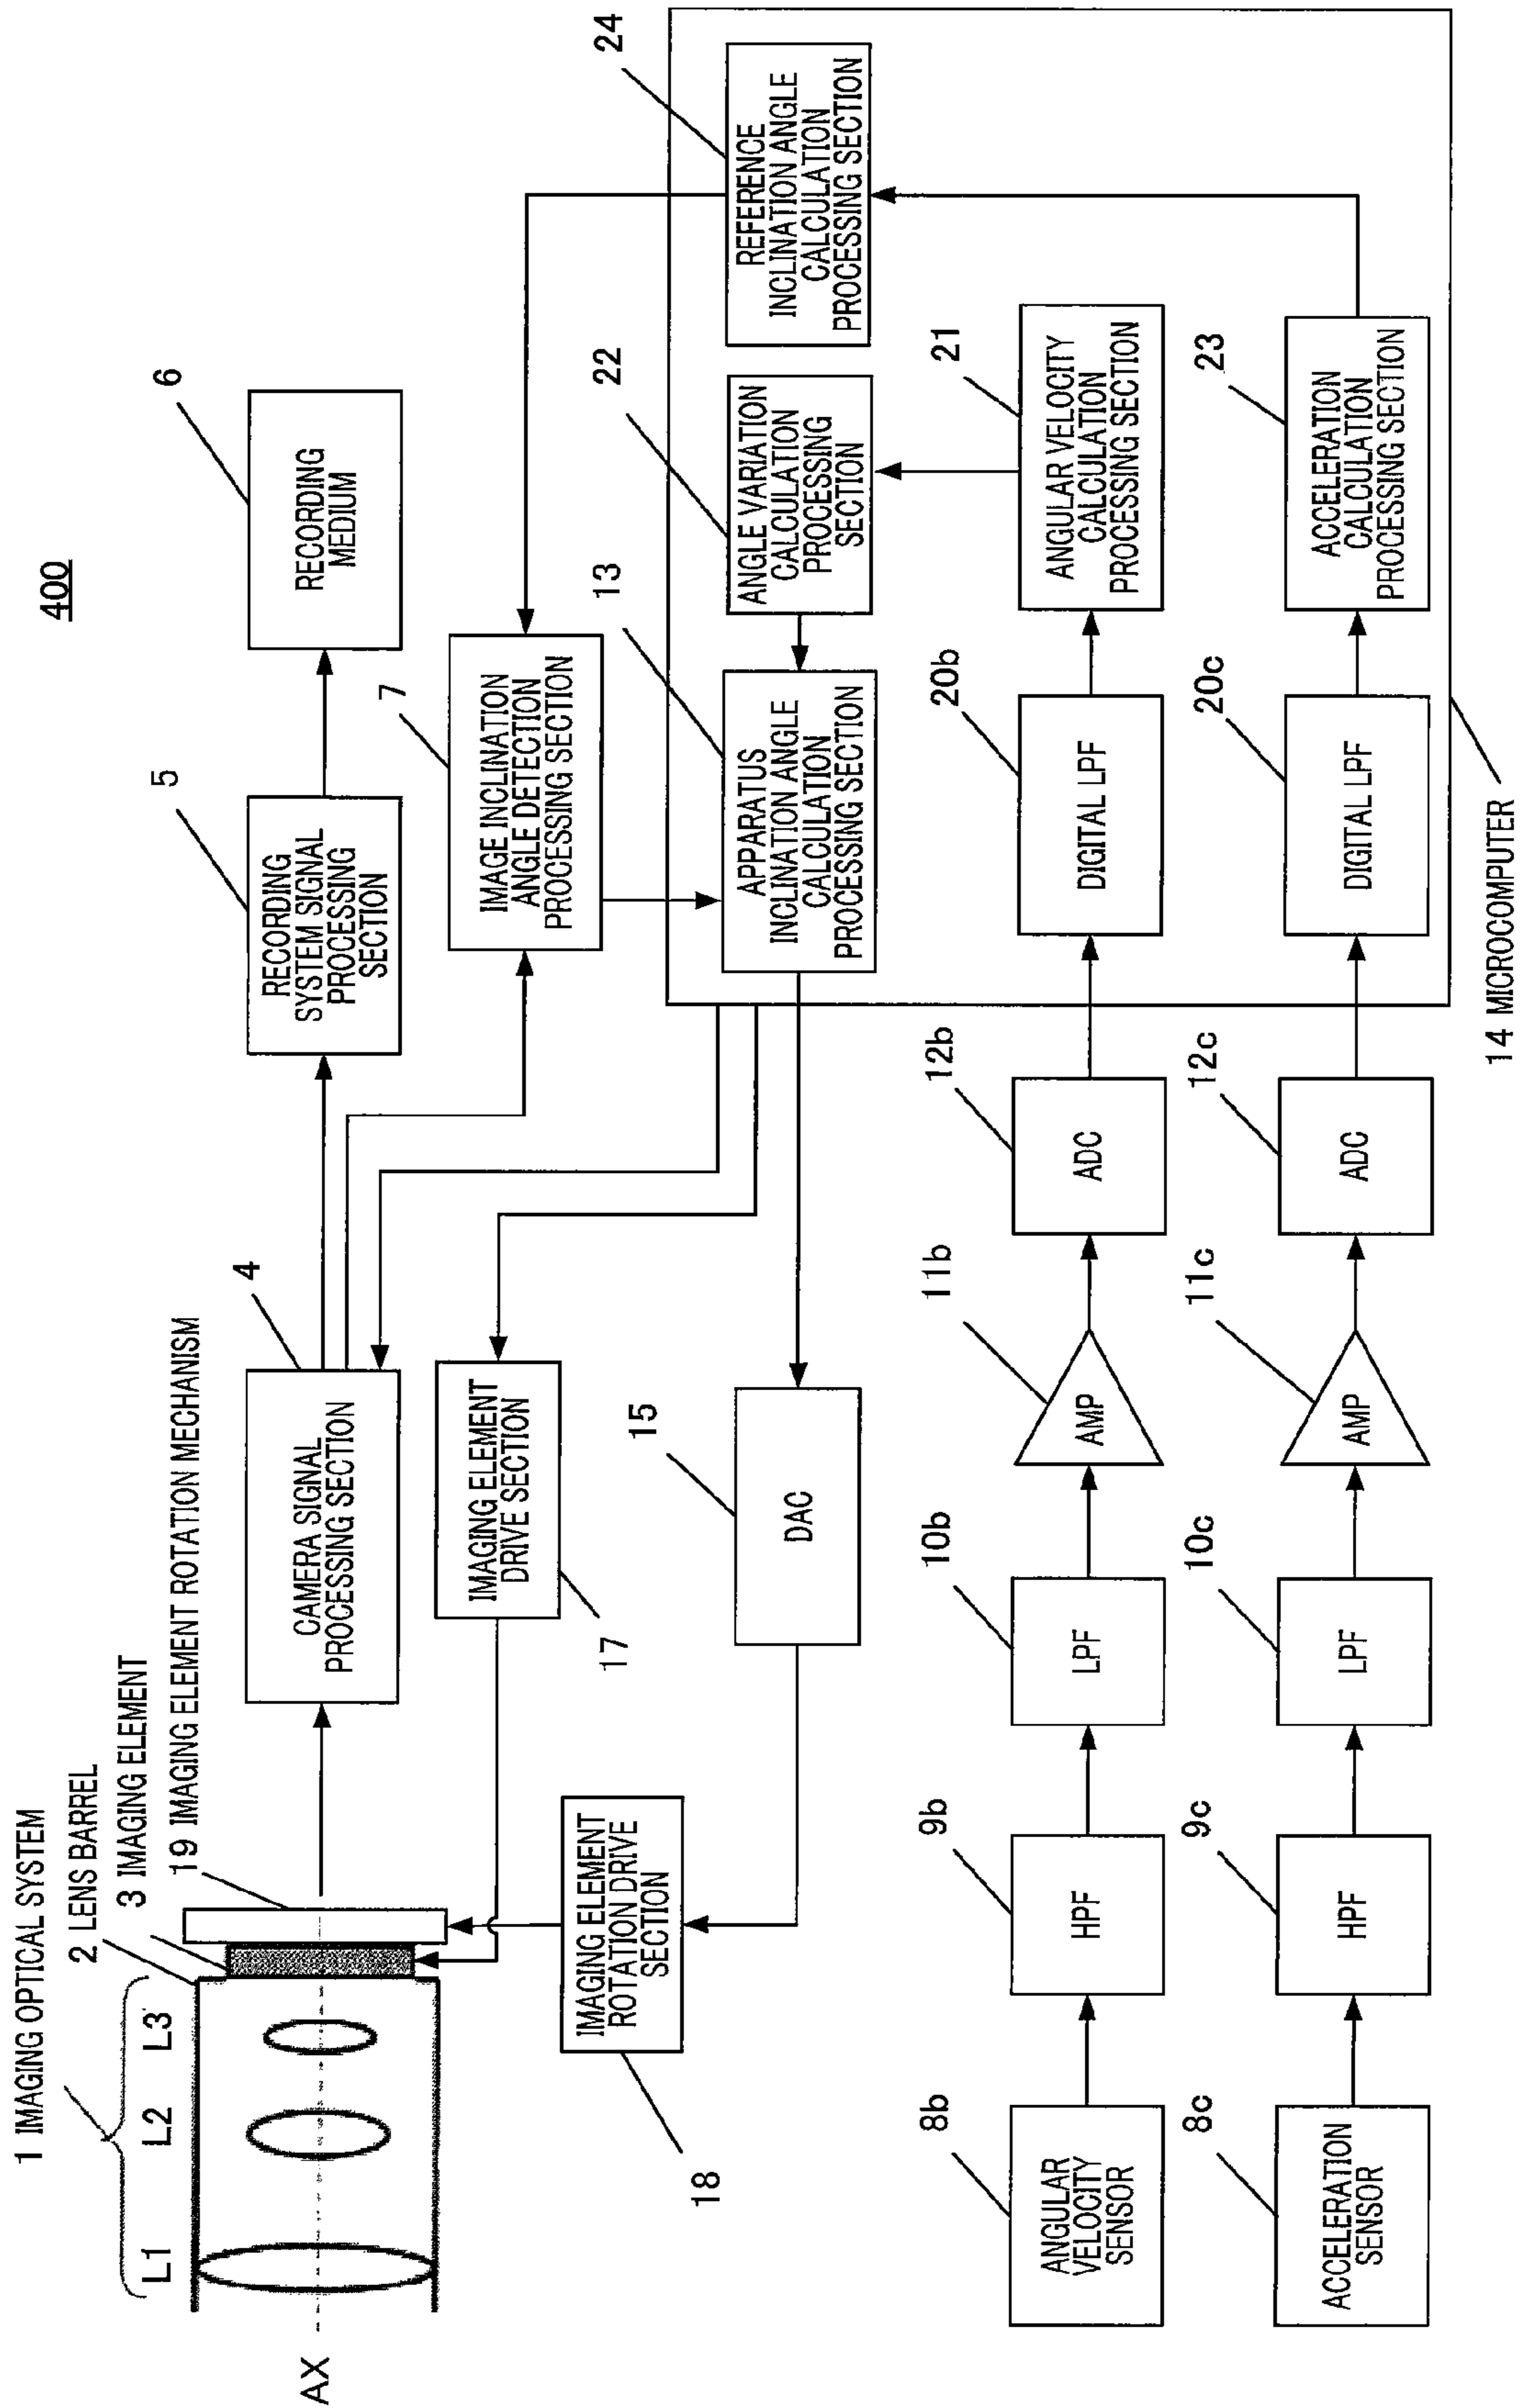 400
1 IMAGING OPTICAL SYSTEM
2 LENS BARREL
3 IMAGING ELEMENT
19 IMAGING ELEMENT ROTATION MECHANISM
L1
L2
L3
AX
4
CAMERA SIGNAL
PROCESSING SECTION
5
RECORDING
SYSTEM SIGNAL
PROCESSING
SECTION
6
RECORDING
MEDIUM
IMAGING ELEMENT
DRIVE SECTION
17
7
IMAGE INCLINATION
ANGLE DETECTION
PROCESSING SECTION
IMAGING ELEMENT
ROTATION DRIVE
SECTION
18
15
DAC
13
APPARATUS
INCLINATION ANGLE
CALCULATION
PROCESSING SECTION
22
ANGLE VARIATION
CALCULATION
PROCESSING
SECTION
24
REFERENCE
INCLINATION ANGLE
CALCULATION
PROCESSING SECTION
8b
ANGULAR
VELOCITY
SENSOR
9b
HPF
10b
LPF
11b
AMP
12b
ADC
20b
DIGITAL LPF
21
ANGULAR VELOCITY
CALCULATION
PROCESSING SECTION
8c
ACCELERATION
SENSOR
9c
HPF
10c
LPF
11c
AMP
12c
ADC
20c
DIGITAL LPF
23
ACCELERATION
CALCULATION
PROCESSING SECTION
14 MICROCOMPUTER